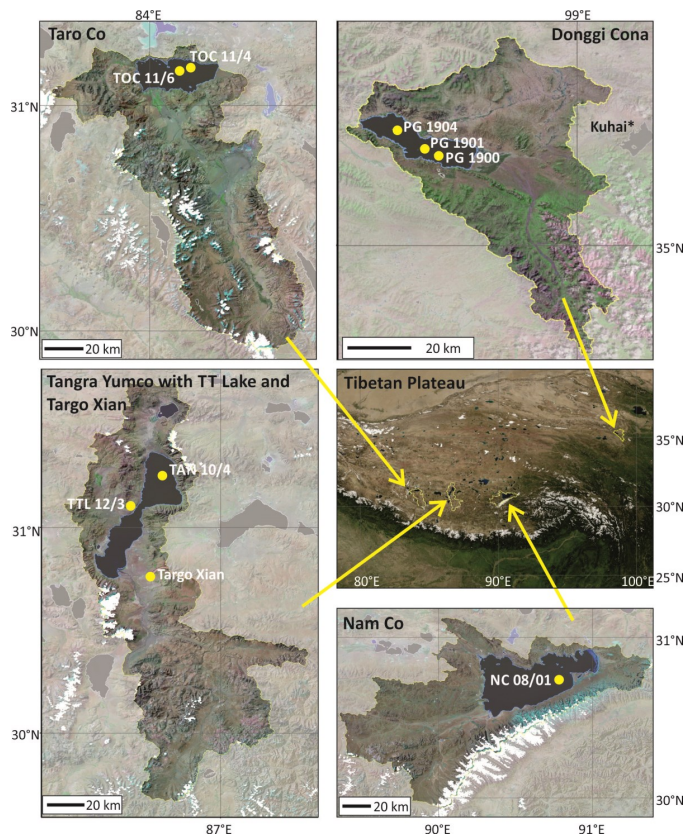 84°E
99°E
Taro Co
TOC 11/4
TOC 11/6
31°N
30°N
20 km
Donggi Cona
Kuhai*
PG 1904
PG 1901
PG 1900
35°N
20 km
Tangra Yumco with TT Lake and
Targo Xian
TAN 10/4
TTL 12/3
31°N
Targo Xian
30°N
20 km
87°E
Tibetan Plateau
35°N
30°N
25°N
80°E
90°E
100°E
Nam Co
31°N
NC 08/01
30°N
20 km
90°E
91°E